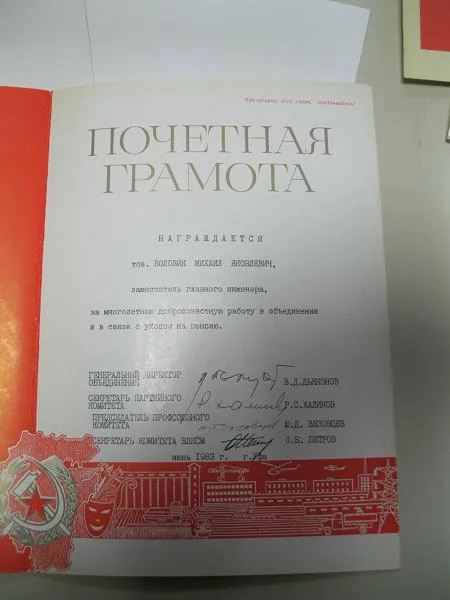 Пролетарии всех стран, соединяйтесь!
ПОЧЕТНАЯ
ГРАМОТА
НАГРАЖДАЕТСЯ
тов. ВОЛОВИК МИХАИЛ ЯКОВЛЕВИЧ,
заместитель главного инженера,
за многолетнюю добросовестную работу в объединении
и в связи с уходом на пенсию.
ГЕНЕРАЛЬНЫЙ ДИРЕКТОР
ОБЪЕДИНЕНИЯ В.Д.ДЬЯКОНОВ
СЕКРЕТАРЬ ПАРТИЙНОГО
КОМИТЕТА Р.С.ХАЛИКОВ
ПРЕДСЕДАТЕЛЬ ПРОФСОЮЗНОГО
КОМИТЕТА Ю.Д. ВЯЗОВЦЕВ
СЕКРЕТАРЬ КОМИТЕТА ВЛКСМ О.В. ПЕТРОВ
июнь 1983 г. г.Уфа